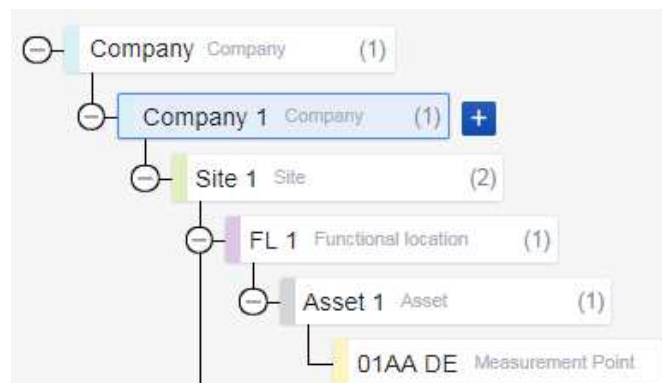 Company Company (1)
Company 1 Company (1) +
Site 1 Site (2)
FL 1 Functional location (1)
Asset 1 Asset (1)
01AA DE Measurement Point